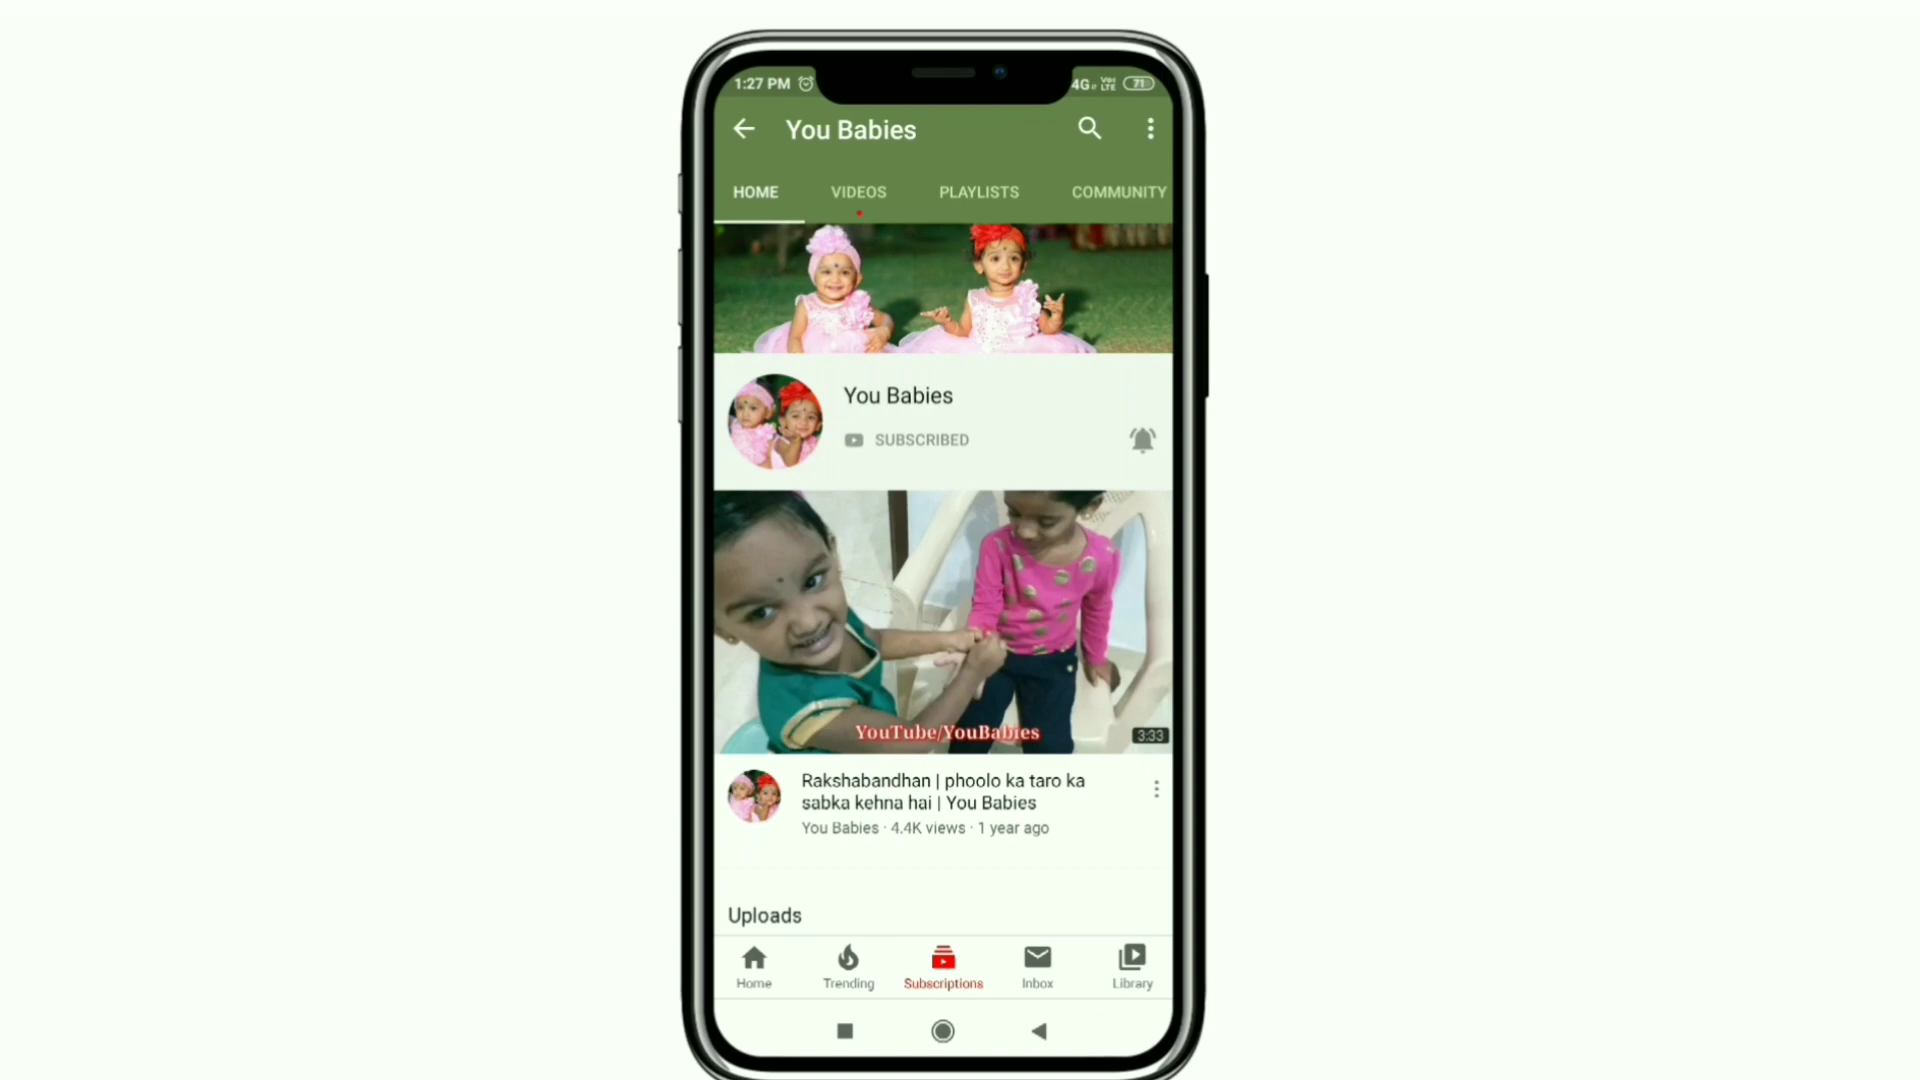 1:27 PM 4G VoLTE 71
You Babies
HOME VIDEOS PLAYLISTS COMMUNITY
You Babies
SUBSCRIBED
YouTube/YouBabies
3:33
Rakshabandhan | phoolo ka taro ka
sabka kehna hai | You Babies
You Babies · 4.4K views · 1 year ago
Uploads
Home Trending Subscriptions Inbox Library